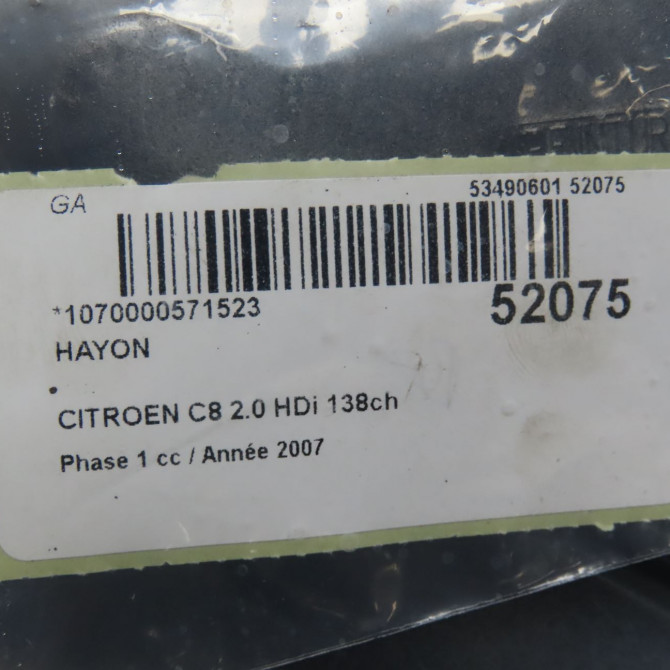 GA
53490601 52075
*1070000571523
52075
HAYON
CITROEN C8 2.0 HDi 138ch
Phase 1 cc / Année 2007